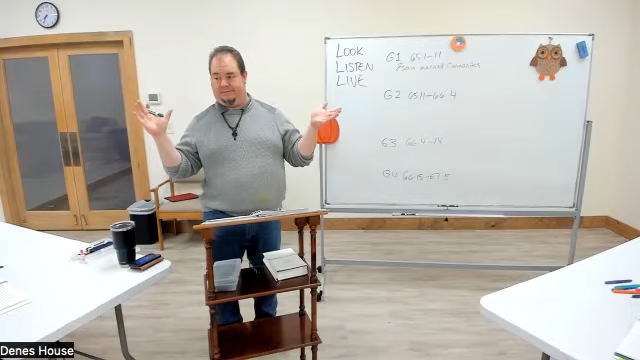 LOOK
LISTEN
LIVE
G1 65:1-11
G2 65:11-66:4
G3 66:4-14
G4 66:15-67:5
Denes House